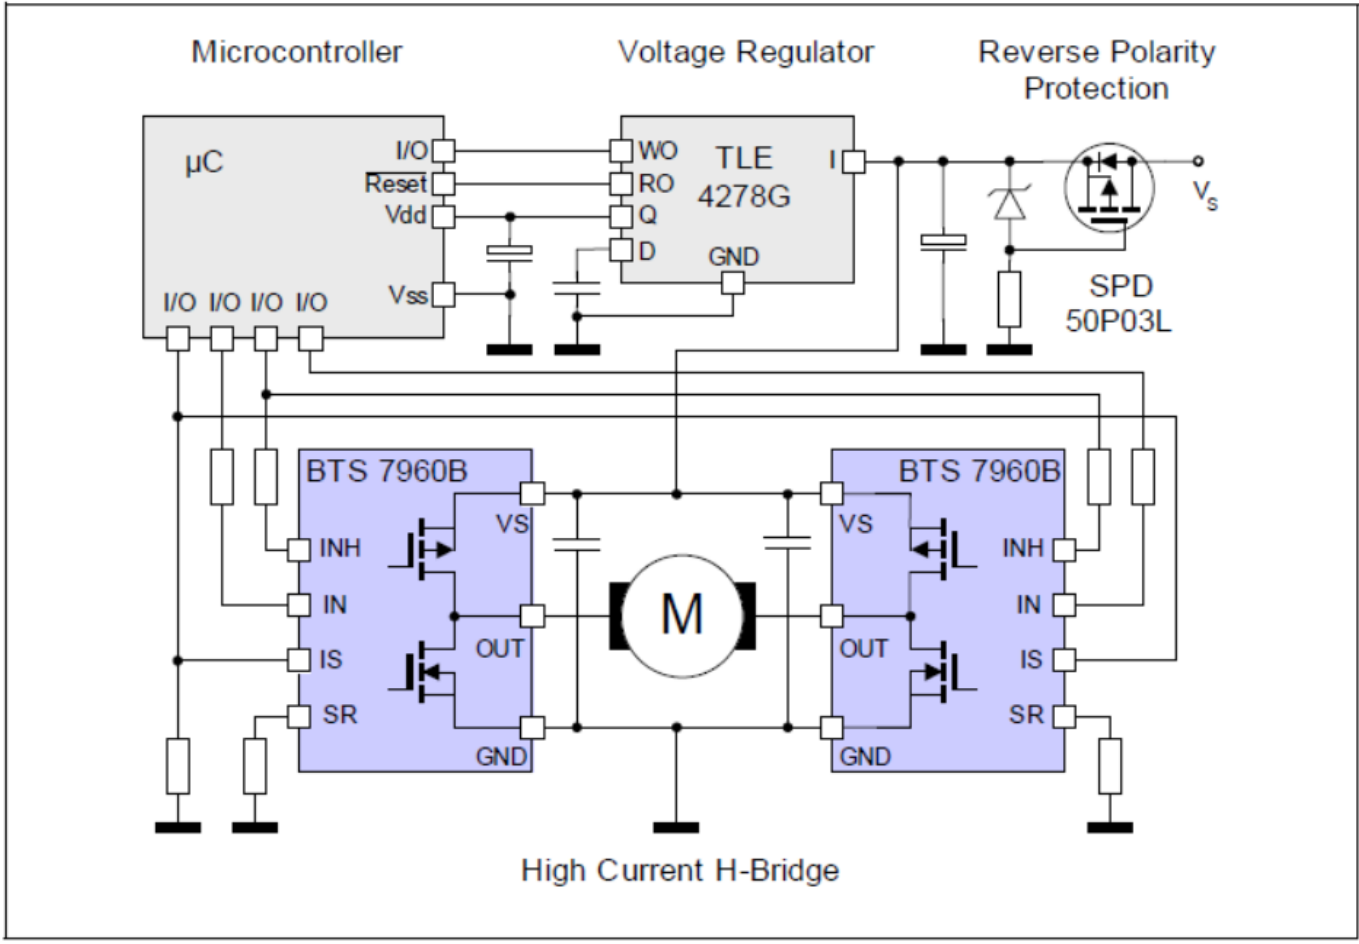 Microcontroller
Voltage Regulator
Reverse Polarity
Protection
µC
I/O
Reset
Vdd
Vss
I/O I/O I/O I/O
WO
RO
Q
D
TLE
4278G
I
GND
V
S
SPD
50P03L
BTS 7960B
VS
INH
IN
IS
SR
OUT
GND
M
BTS 7960B
VS
INH
IN
IS
SR
OUT
GND
High Current H-Bridge